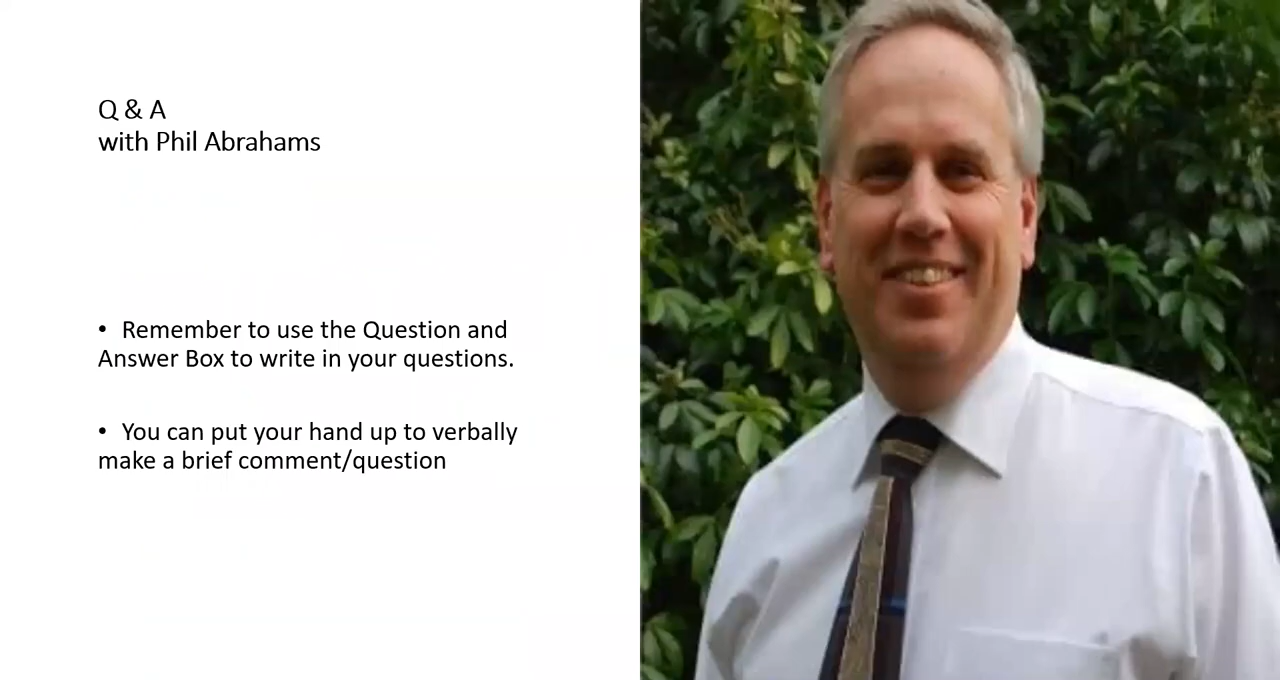 Q & A
with Phil Abrahams
• Remember to use the Question and
Answer Box to write in your questions.
• You can put your hand up to verbally
make a brief comment/question